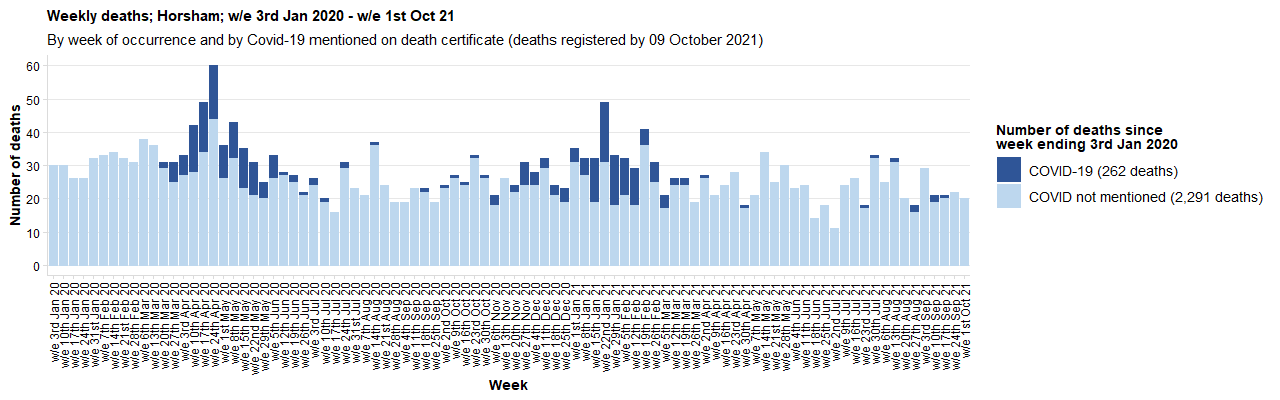 Weekly deaths; Horsham; w/e 3rd Jan 2020 - w/e 1st Oct 21
By week of occurrence and by Covid-19 mentioned on death certificate (deaths registered by 09 October 2021)
Number of deaths
60
50
40
30
20
10
0
w/e 3rd Jan 20
w/e 10th Jan 20
w/e 17th Jan 20
w/e 24th Jan 20
w/e 31st Jan 20
w/e 7th Feb 20
w/e 14th Feb 20
w/e 21st Feb 20
w/e 28th Feb 20
w/e 6th Mar 20
w/e 13th Mar 20
w/e 20th Mar 20
w/e 27th Mar 20
w/e 3rd Apr 20
w/e 10th Apr 20
w/e 17th Apr 20
w/e 24th Apr 20
w/e 1st May 20
w/e 8th May 20
w/e 15th May 20
w/e 22nd May 20
w/e 29th May 20
w/e 5th Jun 20
w/e 12th Jun 20
w/e 19th Jun 20
w/e 26th Jun 20
w/e 3rd Jul 20
w/e 10th Jul 20
w/e 17th Jul 20
w/e 24th Jul 20
w/e 31st Jul 20
w/e 7th Aug 20
w/e 14th Aug 20
w/e 21st Aug 20
w/e 28th Aug 20
w/e 4th Sep 20
w/e 11th Sep 20
w/e 18th Sep 20
w/e 25th Sep 20
w/e 2nd Oct 20
w/e 9th Oct 20
w/e 16th Oct 20
w/e 23rd Oct 20
w/e 30th Oct 20
w/e 6th Nov 20
w/e 13th Nov 20
w/e 20th Nov 20
w/e 27th Nov 20
w/e 4th Dec 20
w/e 11th Dec 20
w/e 18th Dec 20
w/e 25th Dec 20
w/e 1st Jan 21
w/e 8th Jan 21
w/e 15th Jan 21
w/e 22nd Jan 21
w/e 29th Jan 21
w/e 5th Feb 21
w/e 12th Feb 21
w/e 19th Feb 21
w/e 26th Feb 21
w/e 5th Mar 21
w/e 12th Mar 21
w/e 19th Mar 21
w/e 26th Mar 21
w/e 2nd Apr 21
w/e 9th Apr 21
w/e 16th Apr 21
w/e 23rd Apr 21
w/e 30th Apr 21
w/e 7th May 21
w/e 14th May 21
w/e 21st May 21
w/e 28th May 21
w/e 4th Jun 21
w/e 11th Jun 21
w/e 18th Jun 21
w/e 25th Jun 21
w/e 2nd Jul 21
w/e 9th Jul 21
w/e 16th Jul 21
w/e 23rd Jul 21
w/e 30th Jul 21
w/e 6th Aug 21
w/e 13th Aug 21
w/e 20th Aug 21
w/e 27th Aug 21
w/e 3rd Sep 21
w/e 10th Sep 21
w/e 17th Sep 21
w/e 24th Sep 21
w/e 1st Oct 21
Week
Number of deaths since
week ending 3rd Jan 2020
COVID-19 (262 deaths)
COVID not mentioned (2,291 deaths)